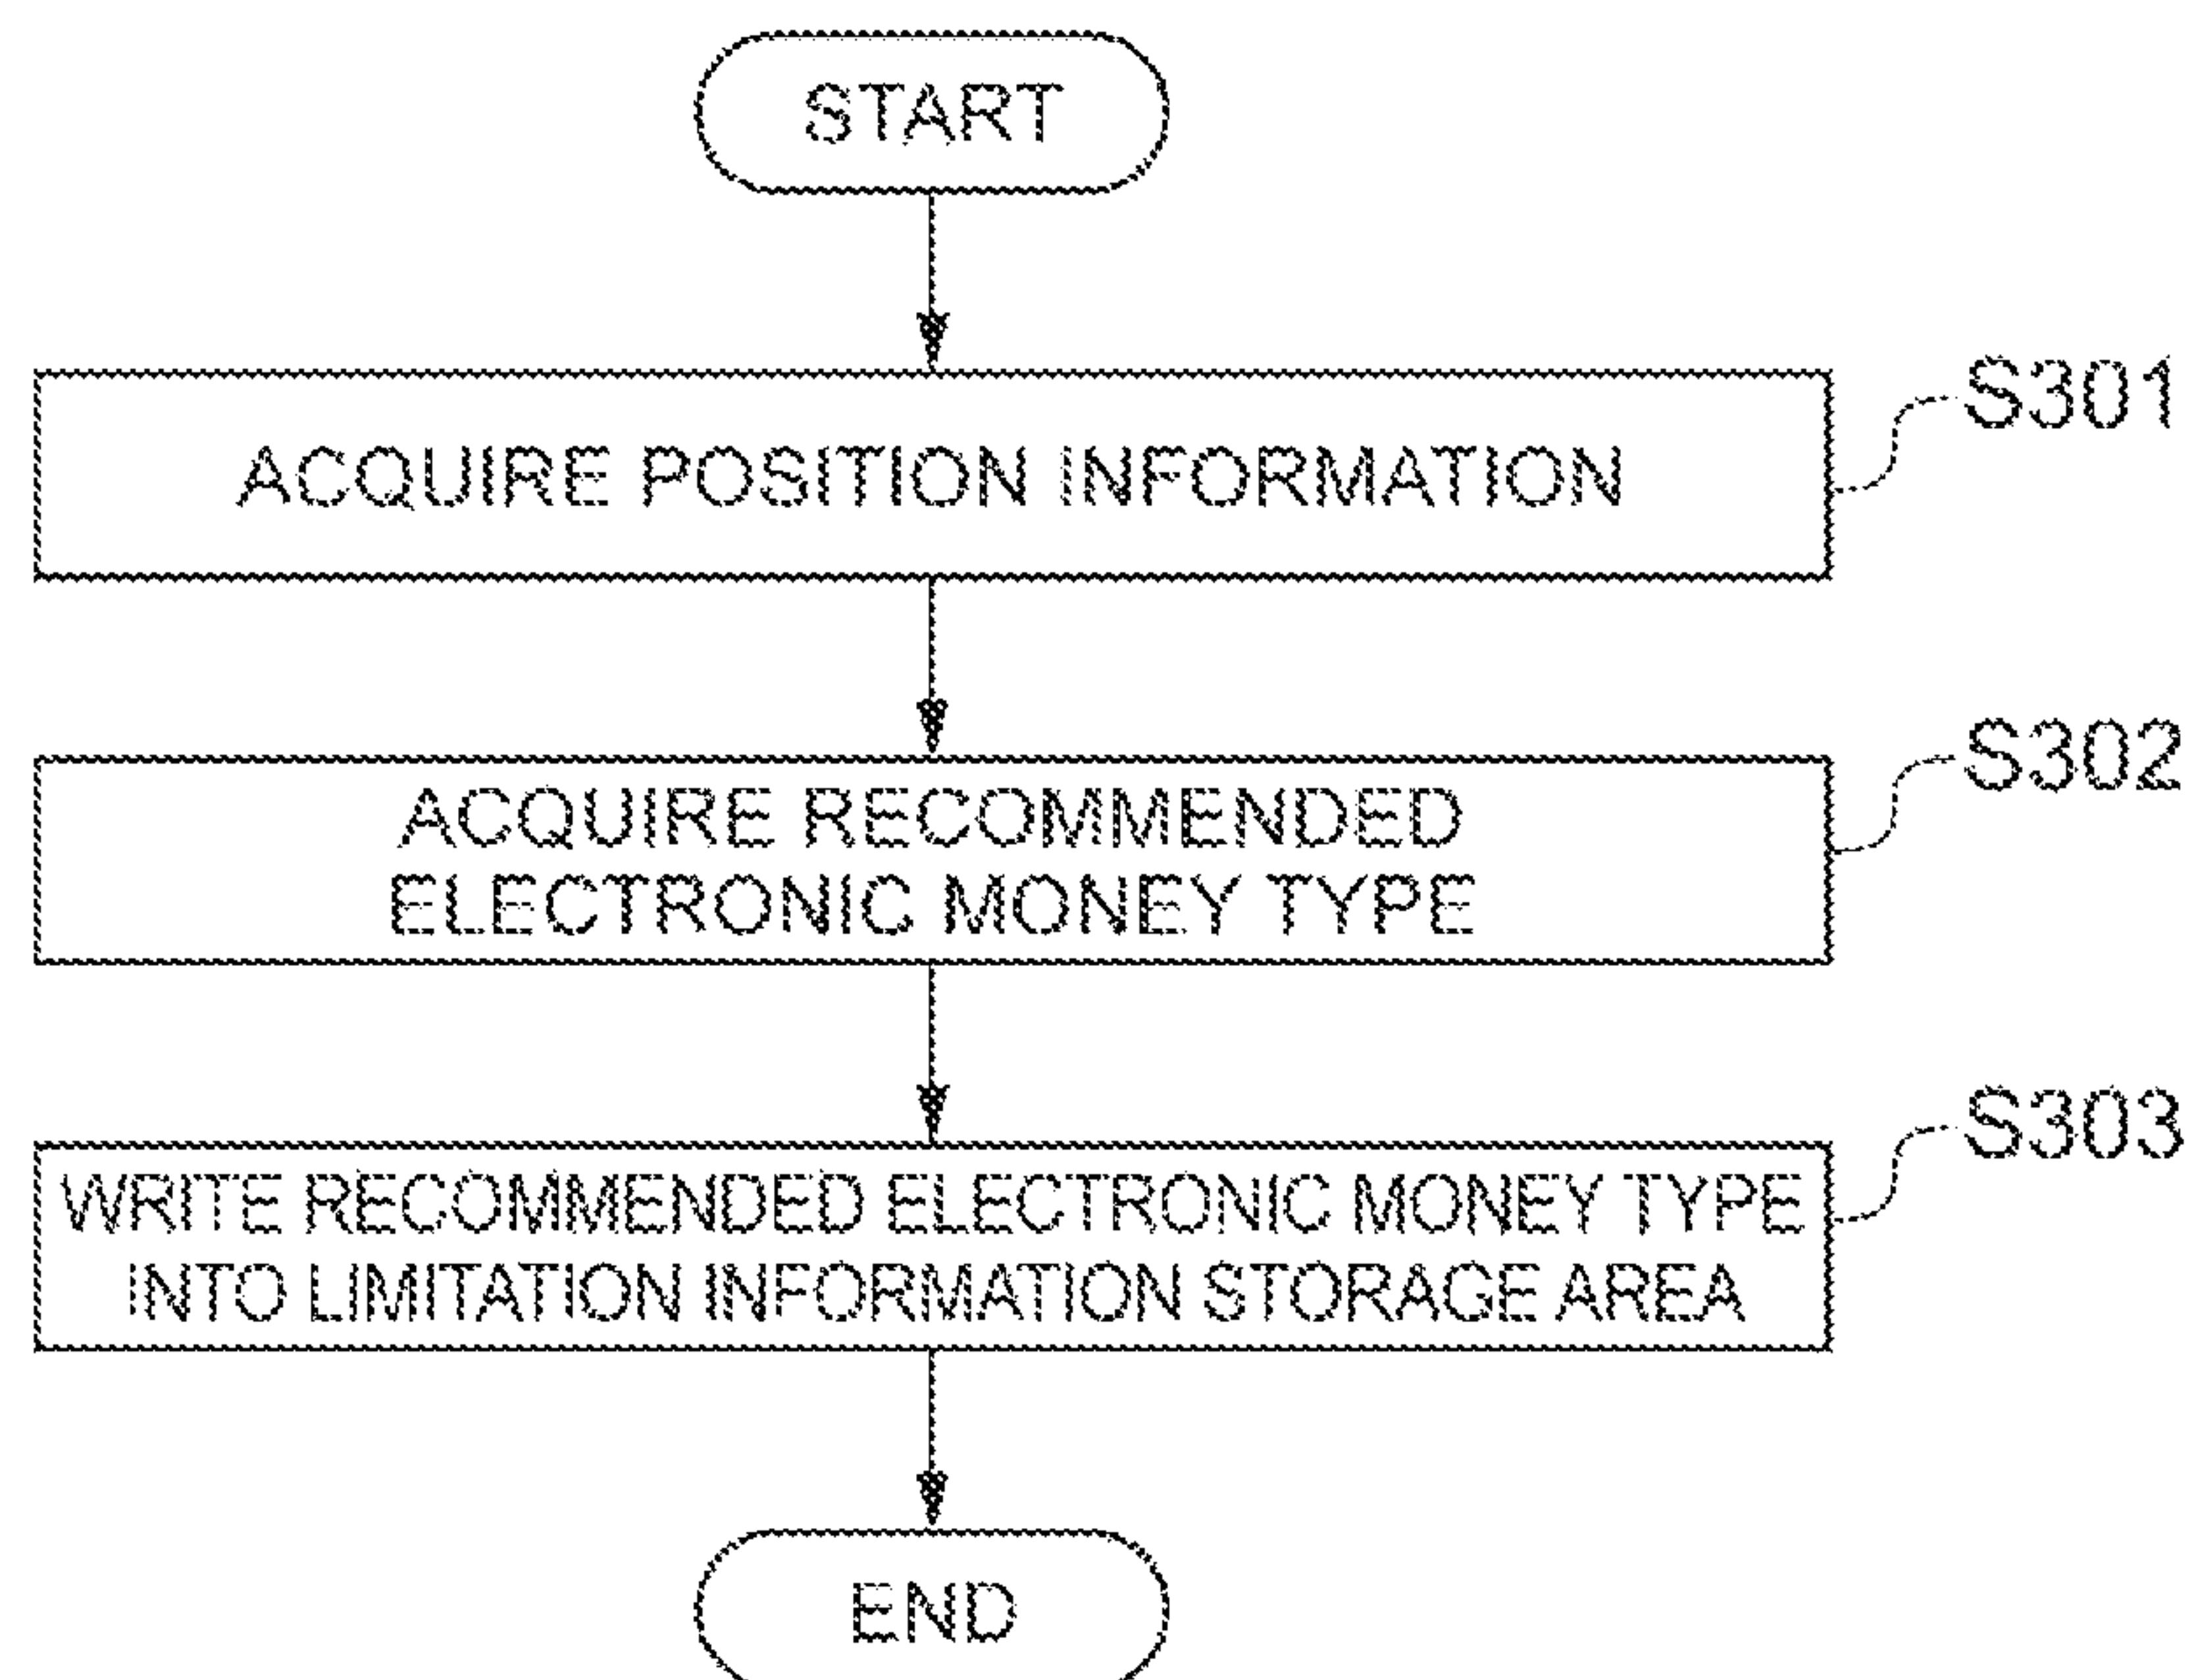 START
ACQUIRE POSITION INFORMATION
S301
ACQUIRE RECOMMENDED
ELECTRONIC MONEY TYPE
S302
WRITE RECOMMENDED ELECTRONIC MONEY TYPE
INTO LIMITATION INFORMATION STORAGE AREA
S303
END